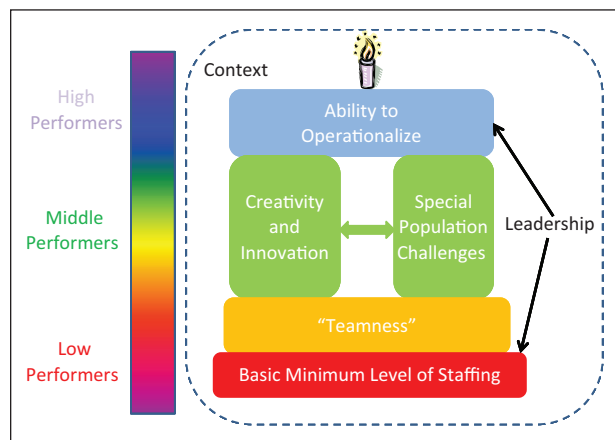 Context
High
Performers
Middle
Performers
Low
Performers
Ability to
Operationalize
Creativity
and
Innovation
Special
Population
Challenges
Leadership
“Teamness”
Basic Minimum Level of Staffing